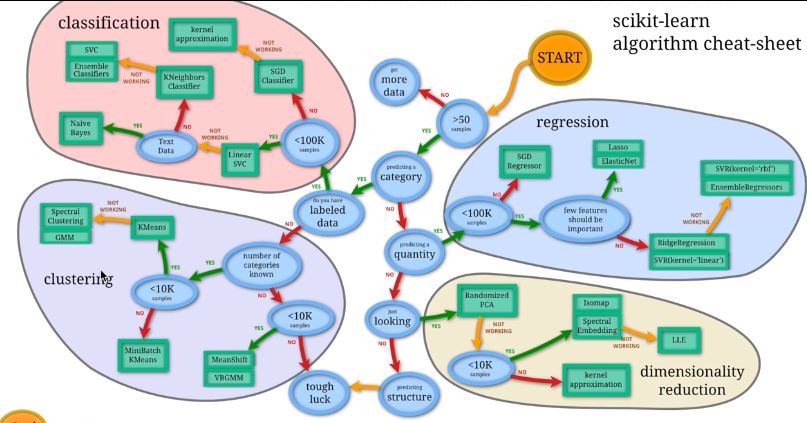 scikit-learn
algorithm cheat-sheet
classification
kernel
approximation
NOT
WORKING
START
get
more
data
NO
SVC
Ensemble
Classifiers
NOT
WORKING
KNeighbors
Classifier
SGD
Classifier
NO
>50
samples
YES
regression
Naive
Bayes
YES
Text
Data
NO
NOT
WORKING
Linear
SVC
YES
<100K
samples
YES
predicting a
category
YES
NO
SGD
Regressor
NO
Lasso
ElasticNet
YES
SVR(kernel='rbf')
EnsembleRegressors
do you have
labeled
data
NO
<100K
samples
YES
few features
should be
important
NO
NOT
WORKING
RidgeRegression
SVR(kernel='linear')
Spectral
Clustering
GMM
NOT
WORKING
KMeans
YES
clustering
number of
categories
known
YES
NO
predicting a
quantity
YES
NO
<10K
samples
NO
<10K
samples
YES
NO
just
looking
YES
NO
Randomized
PCA
NOT
WORKING
Isomap
Spectral
Embedding
NOT
WORKING
LLE
<10K
samples
YES
NO
kernel
approximation
dimensionality
reduction
MiniBatch
KMeans
MeanShift
VBGMM
tough
luck
predicting
structure